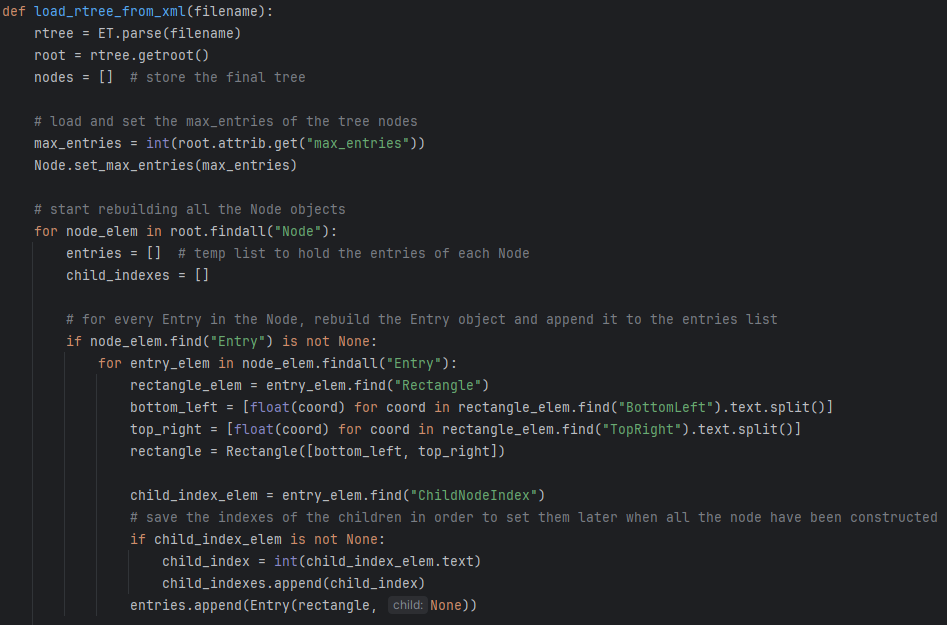 def load_rtree_from_xml(filename):
    rtree = ET.parse(filename)
    root = rtree.getroot()
    nodes = []  # store the final tree

    # load and set the max_entries of the tree nodes
    max_entries = int(root.attrib.get("max_entries"))
    Node.set_max_entries(max_entries)

    # start rebuilding all the Node objects
    for node_elem in root.findall("Node"):
        entries = []  # temp list to hold the entries of each Node
        child_indexes = []

        # for every Entry in the Node, rebuild the Entry object and append it to the entries list
        if node_elem.find("Entry") is not None:
            for entry_elem in node_elem.findall("Entry"):
                rectangle_elem = entry_elem.find("Rectangle")
                bottom_left = [float(coord) for coord in rectangle_elem.find("BottomLeft").text.split()]
                top_right = [float(coord) for coord in rectangle_elem.find("TopRight").text.split()]
                rectangle = Rectangle([bottom_left, top_right])

                child_index_elem = entry_elem.find("ChildNodeIndex")
                # save the indexes of the children in order to set them later when all the node have been constructed
                if child_index_elem is not None:
                    child_index = int(child_index_elem.text)
                    child_indexes.append(child_index)
                entries.append(Entry(rectangle, child: None))